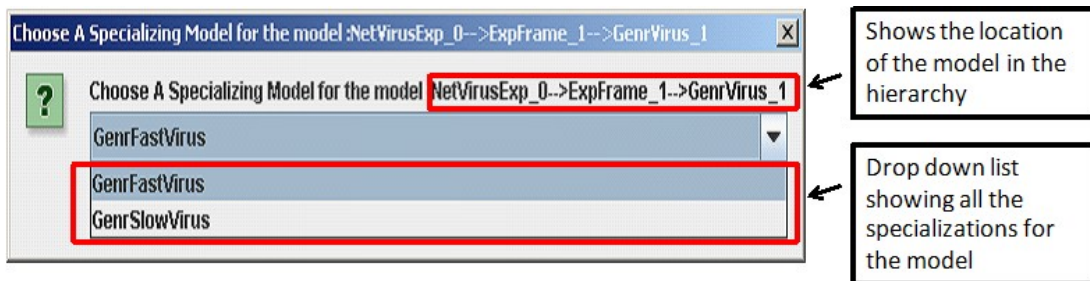 Choose A Specializing Model for the model :NetVirusExp_0-->ExpFrame_1-->GenrVirus_1
X
?
Choose A Specializing Model for the model NetVirusExp_0-->ExpFrame_1-->GenrVirus_1
GenrFastVirus
GenrFastVirus
GenrSlowVirus
Shows the location
of the model in the
hierarchy
Drop down list
showing all the
specializations for
the model